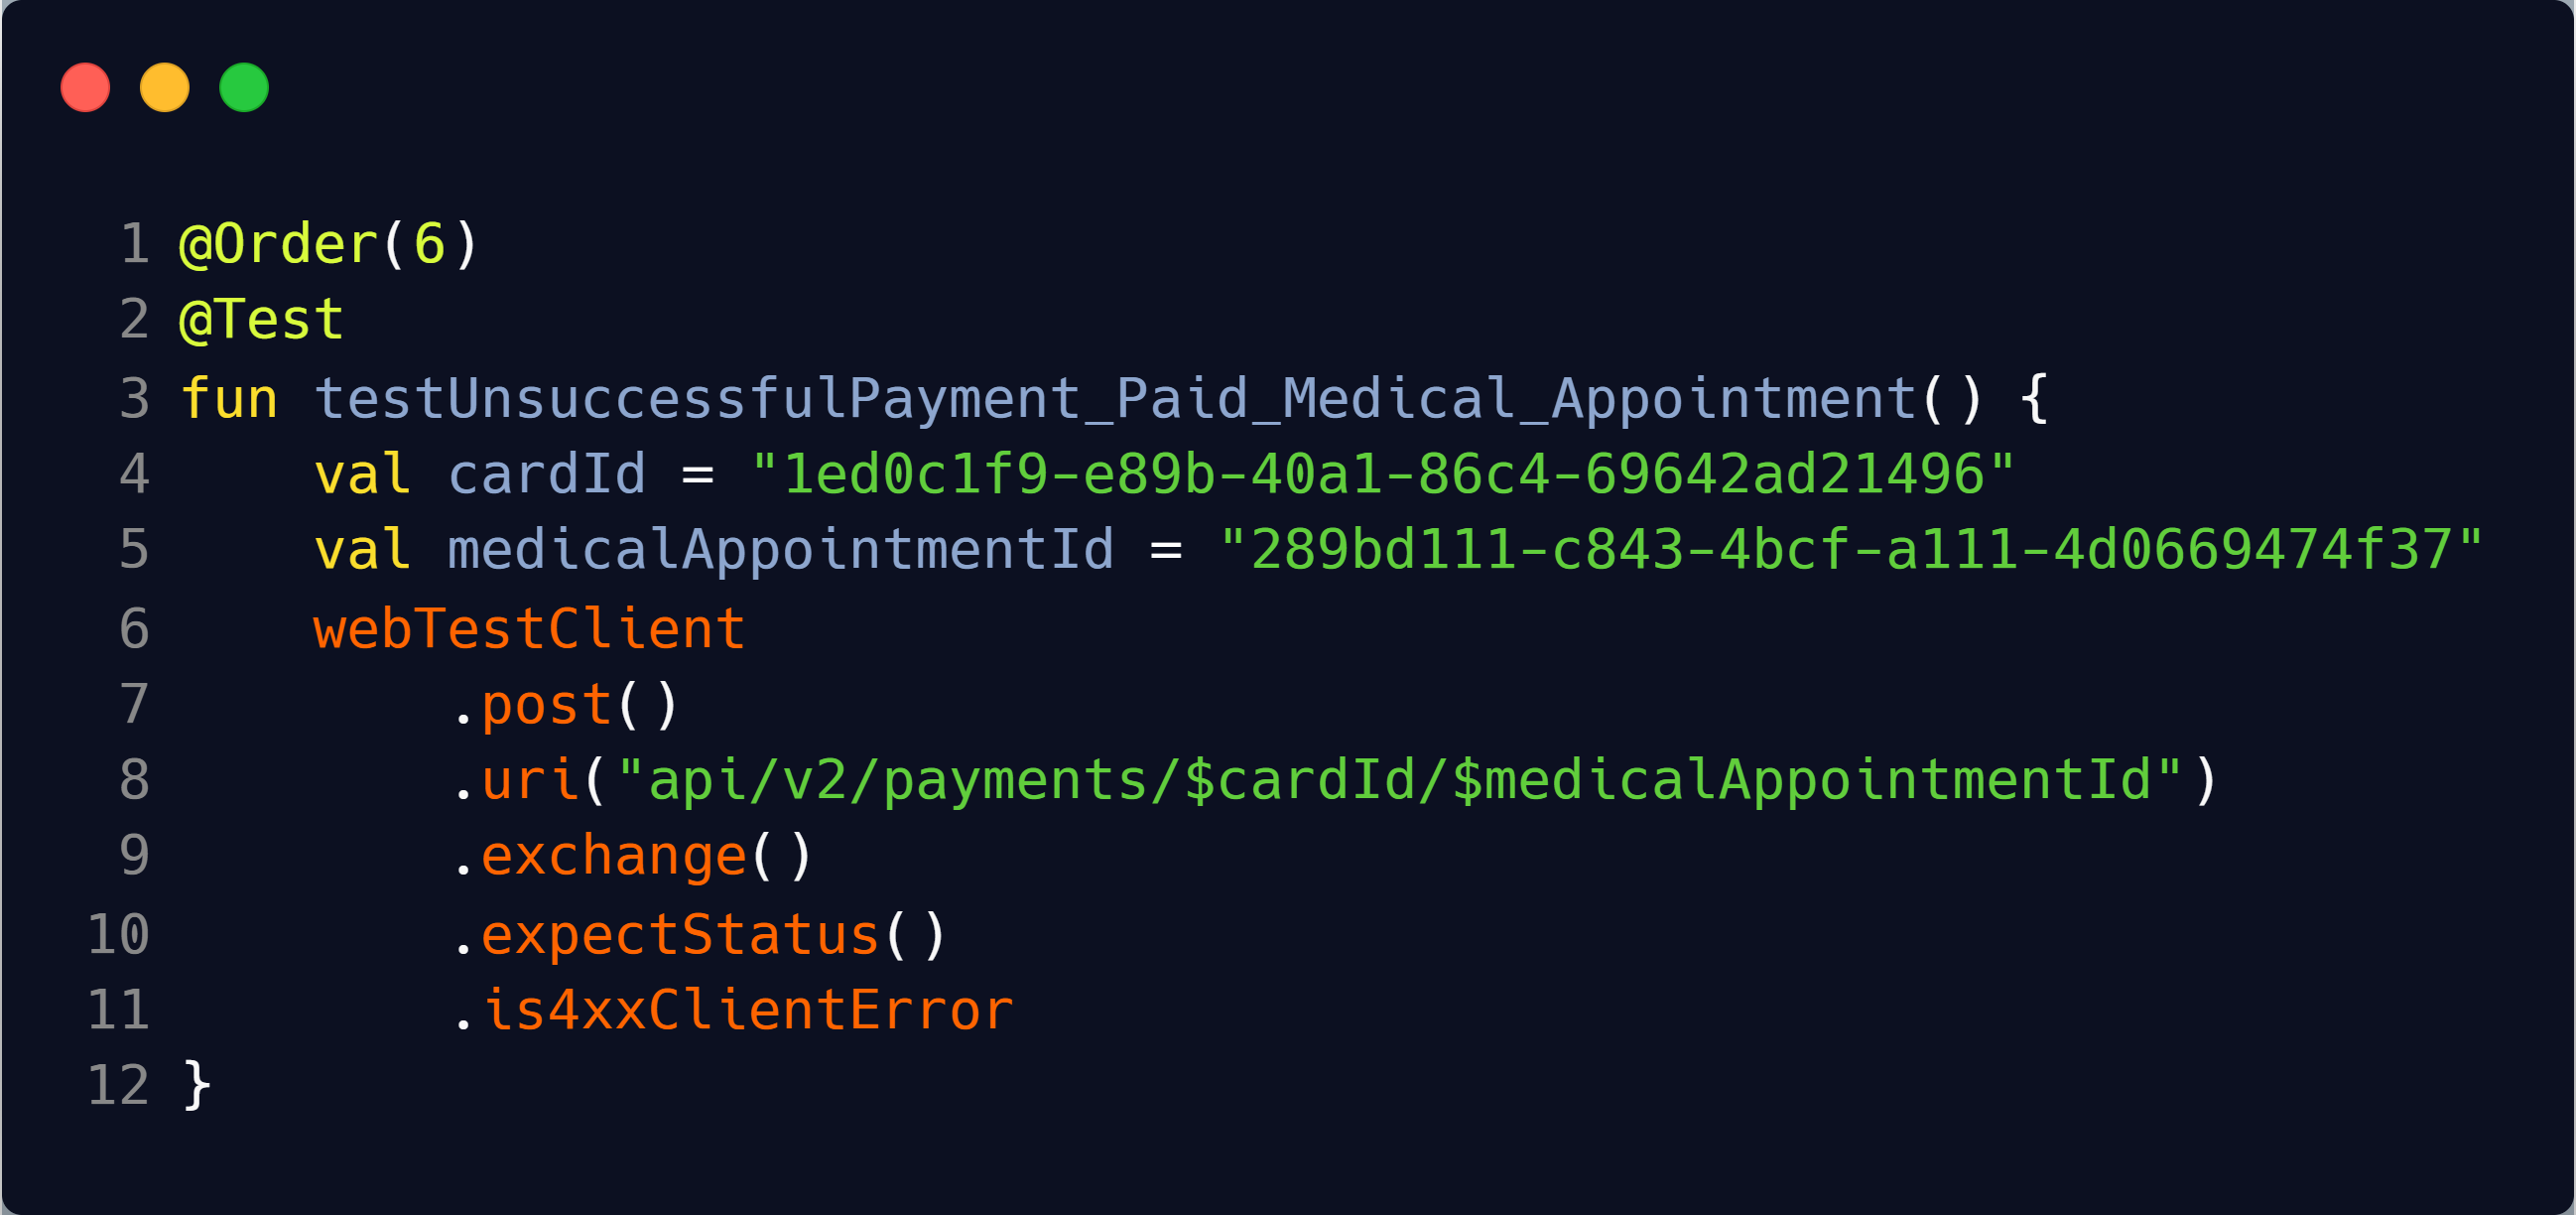 1 @Order(6)
2 @Test
3 fun testUnsuccessfulPayment_Paid_Medical_Appointment() {
4     val cardId = "1ed0c1f9-e89b-40a1-86c4-69642ad21496"
5     val medicalAppointmentId = "289bd111-c843-4bcf-a111-4d0669474f37"
6     webTestClient
7         .post()
8         .uri("api/v2/payments/$cardId/$medicalAppointmentId")
9         .exchange()
10         .expectStatus()
11         .is4xxClientError
12 }